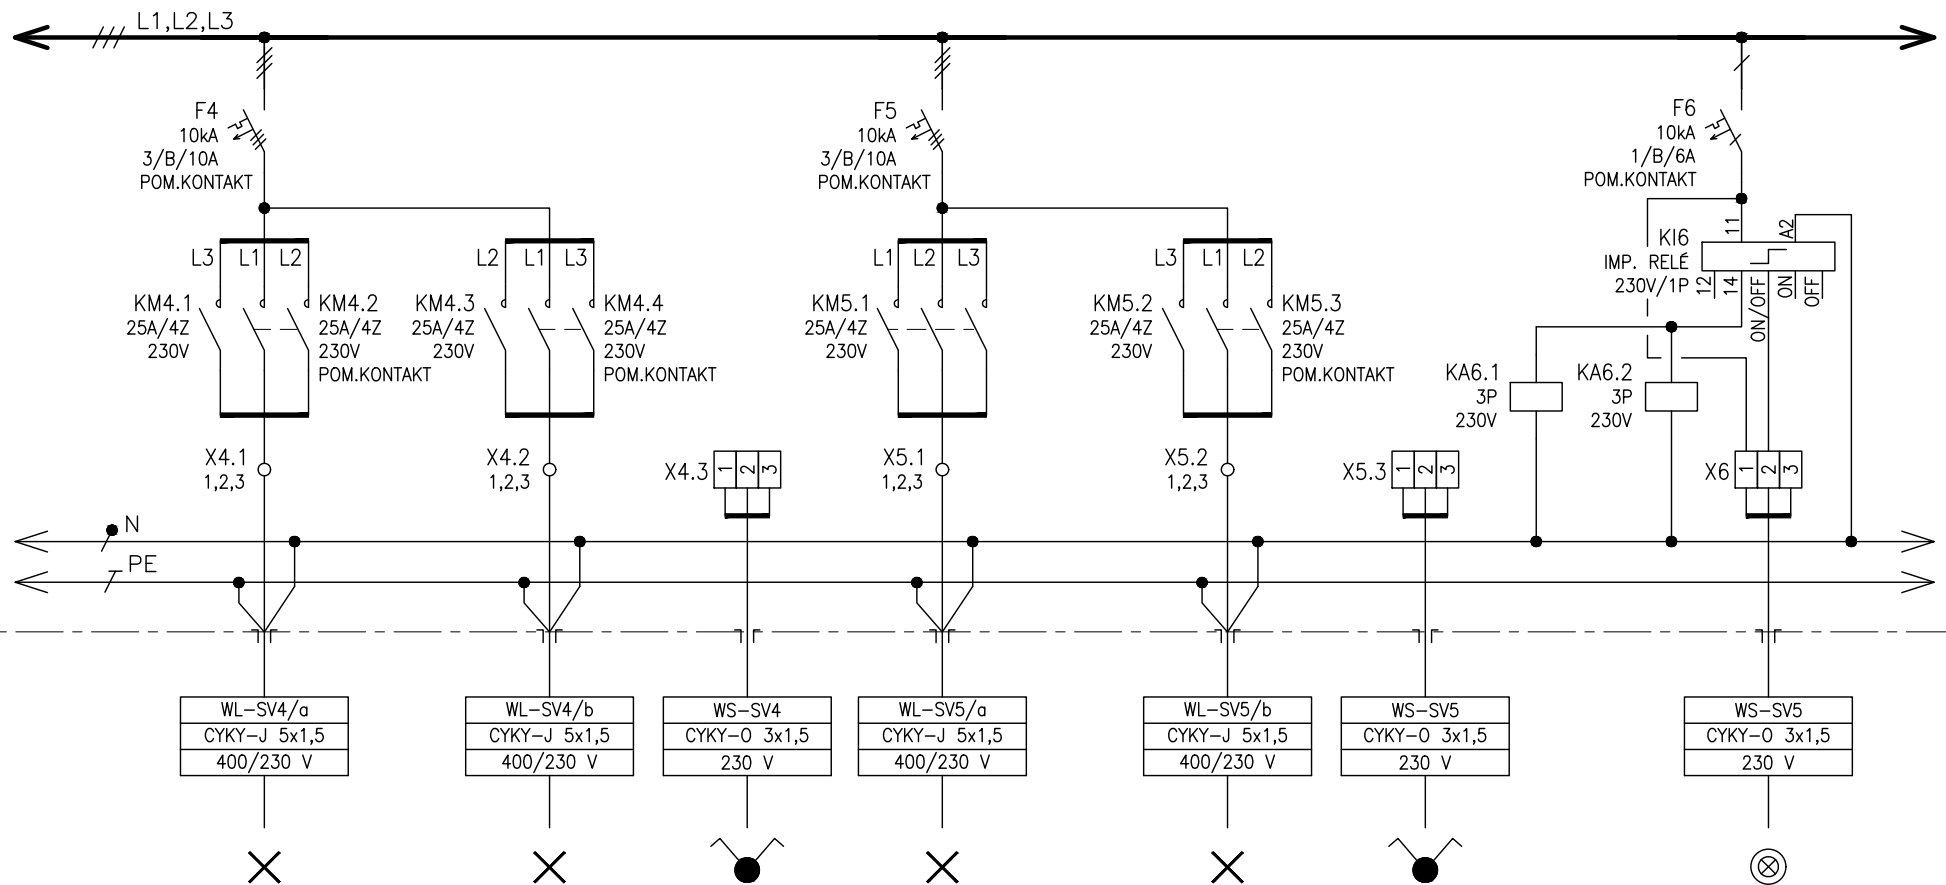 L1,L2,L3
F4
10kA
3/B/10A
POM.KONTAKT
F5
10kA
3/B/10A
POM.KONTAKT
F6
10kA
1/B/6A
POM.KONTAKT
L3 L1 L2
L2 L1 L3
L1 L2 L3
L3 L1 L2
11 A2
KI6
IMP. RELÉ
230V/1P
12 14 ON/OFF ON OFF
KM4.1
25A/4Z
230V
KM4.2
25A/4Z
230V
POM.KONTAKT
KM4.3
25A/4Z
230V
KM4.4
25A/4Z
230V
POM.KONTAKT
KM5.1
25A/4Z
230V
KM5.2
25A/4Z
230V
KM5.3
25A/4Z
230V
POM.KONTAKT
KA6.1
3P
230V
KA6.2
3P
230V
X4.1
1,2,3
X4.2
1,2,3
X4.3 1 2 3
X5.1
1,2,3
X5.2
1,2,3
X5.3 1 2 3
X6 1 2 3
N
PE
WL-SV4/a
CYKY-J 5x1,5
400/230 V
WL-SV4/b
CYKY-J 5x1,5
400/230 V
WS-SV4
CYKY-O 3x1,5
230 V
WL-SV5/a
CYKY-J 5x1,5
400/230 V
WL-SV5/b
CYKY-J 5x1,5
400/230 V
WS-SV5
CYKY-O 3x1,5
230 V
WS-SV5
CYKY-O 3x1,5
230 V